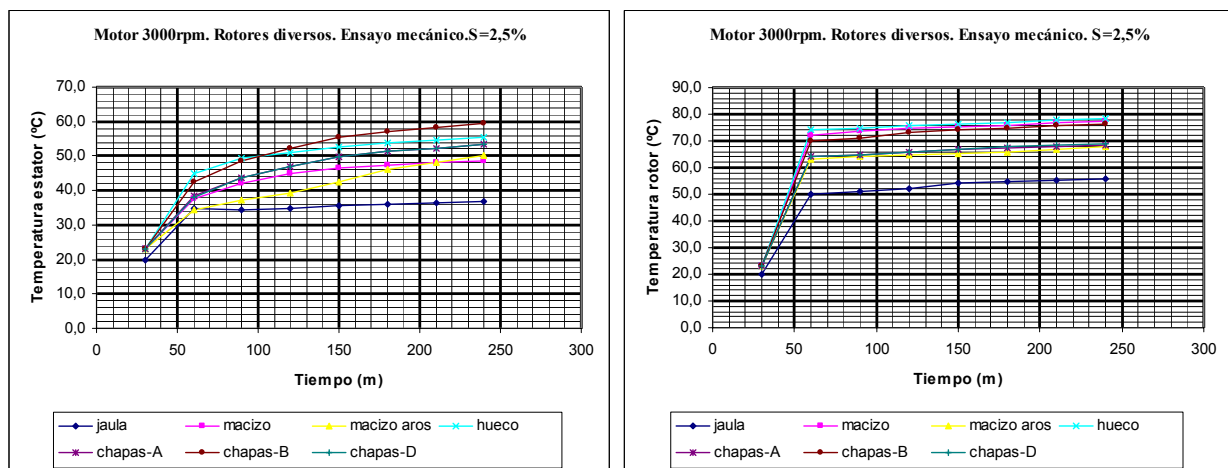 Motor 3000rpm. Rotores diversos. Ensayo mecánico.S=2,5%
Temperatura estator (ºC)
70,0
60,0
50,0
40,0
30,0
20,0
10,0
0,0
0 50 100 150 200 250 300
Tiempo (m)
jaula macizo macizo aros hueco
chapas-A chapas-B chapas-D
Motor 3000rpm. Rotores diversos. Ensayo mecánico. S=2,5%
Temperatura rotor (ºC)
90,0
80,0
70,0
60,0
50,0
40,0
30,0
20,0
10,0
0,0
0 50 100 150 200 250 300
Tiempo (m)
jaula macizo macizo aros hueco
chapas-A chapas-B chapas-D